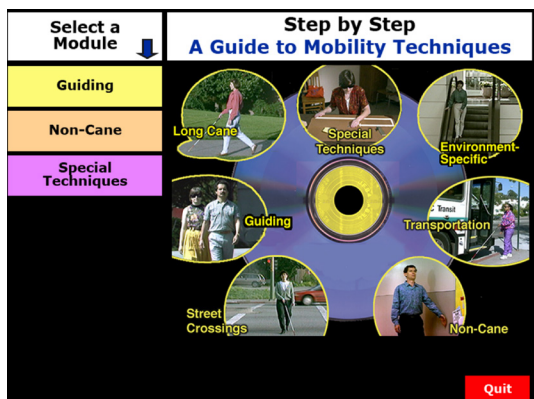 Select a
Module
Step by Step
A Guide to Mobility Techniques
Guiding
Non-Cane
Special
Techniques
Long Cane
Special
Techniques
Environment-
Specific
Guiding
Transit
Transportation
Street
Crossings
Non-Cane
Quit